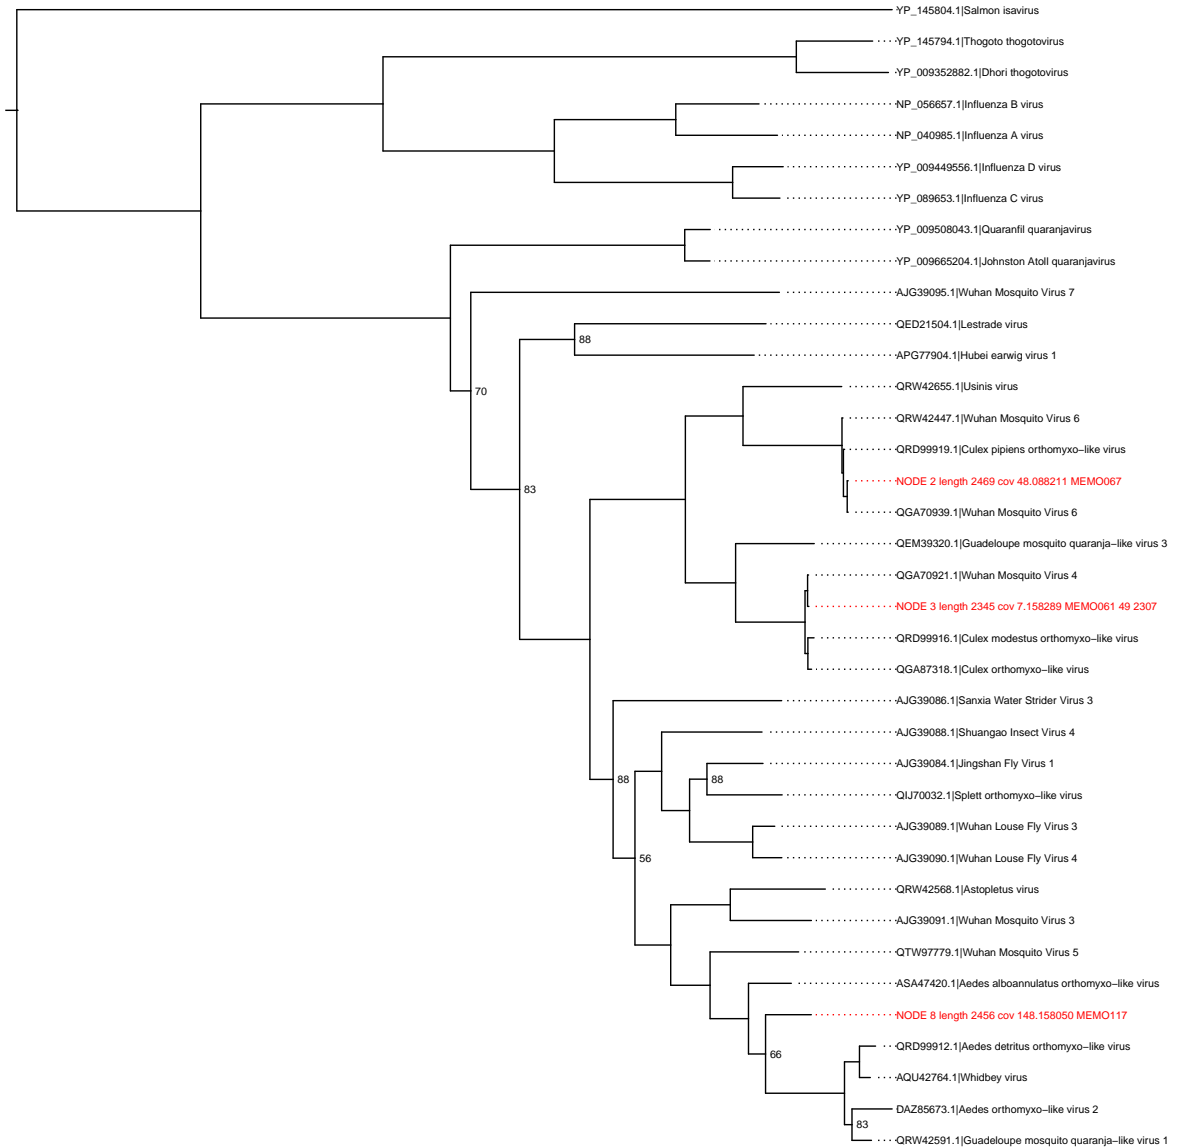 YP_145804.1|Salmon isavirus
YP_145794.1|Thogoto thogotovirus
YP_009352882.1|Dhori thogotovirus
NP_056657.1|Influenza B virus
NP_040985.1|Influenza A virus
YP_009449556.1|Influenza D virus
YP_089653.1|Influenza C virus
YP_009508043.1|Quaranfil quaranjavirus
YP_009665204.1|Johnston Atoll quaranjavirus
AJG39095.1|Wuhan Mosquito Virus 7
QED21504.1|Lestrade virus
88
APG77904.1|Hubei earwig virus 1
70
QRW42655.1|Usinis virus
QRW42447.1|Wuhan Mosquito Virus 6
QRD99919.1|Culex pipiens orthomyxo−like virus
NODE 2 length 2469 cov 48.088211 MEMO067
83
QGA70939.1|Wuhan Mosquito Virus 6
QEM39320.1|Guadeloupe mosquito quaranja−like virus 3
QGA70921.1|Wuhan Mosquito Virus 4
NODE 3 length 2345 cov 7.158289 MEMO061 49 2307
QRD99916.1|Culex modestus orthomyxo−like virus
QGA87318.1|Culex orthomyxo−like virus
AJG39086.1|Sanxia Water Strider Virus 3
AJG39088.1|Shuangao Insect Virus 4
AJG39084.1|Jingshan Fly Virus 1
88
88
QIJ70032.1|Splett orthomyxo−like virus
AJG39089.1|Wuhan Louse Fly Virus 3
AJG39090.1|Wuhan Louse Fly Virus 4
56
QRW42568.1|Astopletus virus
AJG39091.1|Wuhan Mosquito Virus 3
QTW97779.1|Wuhan Mosquito Virus 5
ASA47420.1|Aedes alboannulatus orthomyxo−like virus
NODE 8 length 2456 cov 148.158050 MEMO117
QRD99912.1|Aedes detritus orthomyxo−like virus
66
AQU42764.1|Whidbey virus
DAZ85673.1|Aedes orthomyxo−like virus 2
83
QRW42591.1|Guadeloupe mosquito quaranja−like virus 1